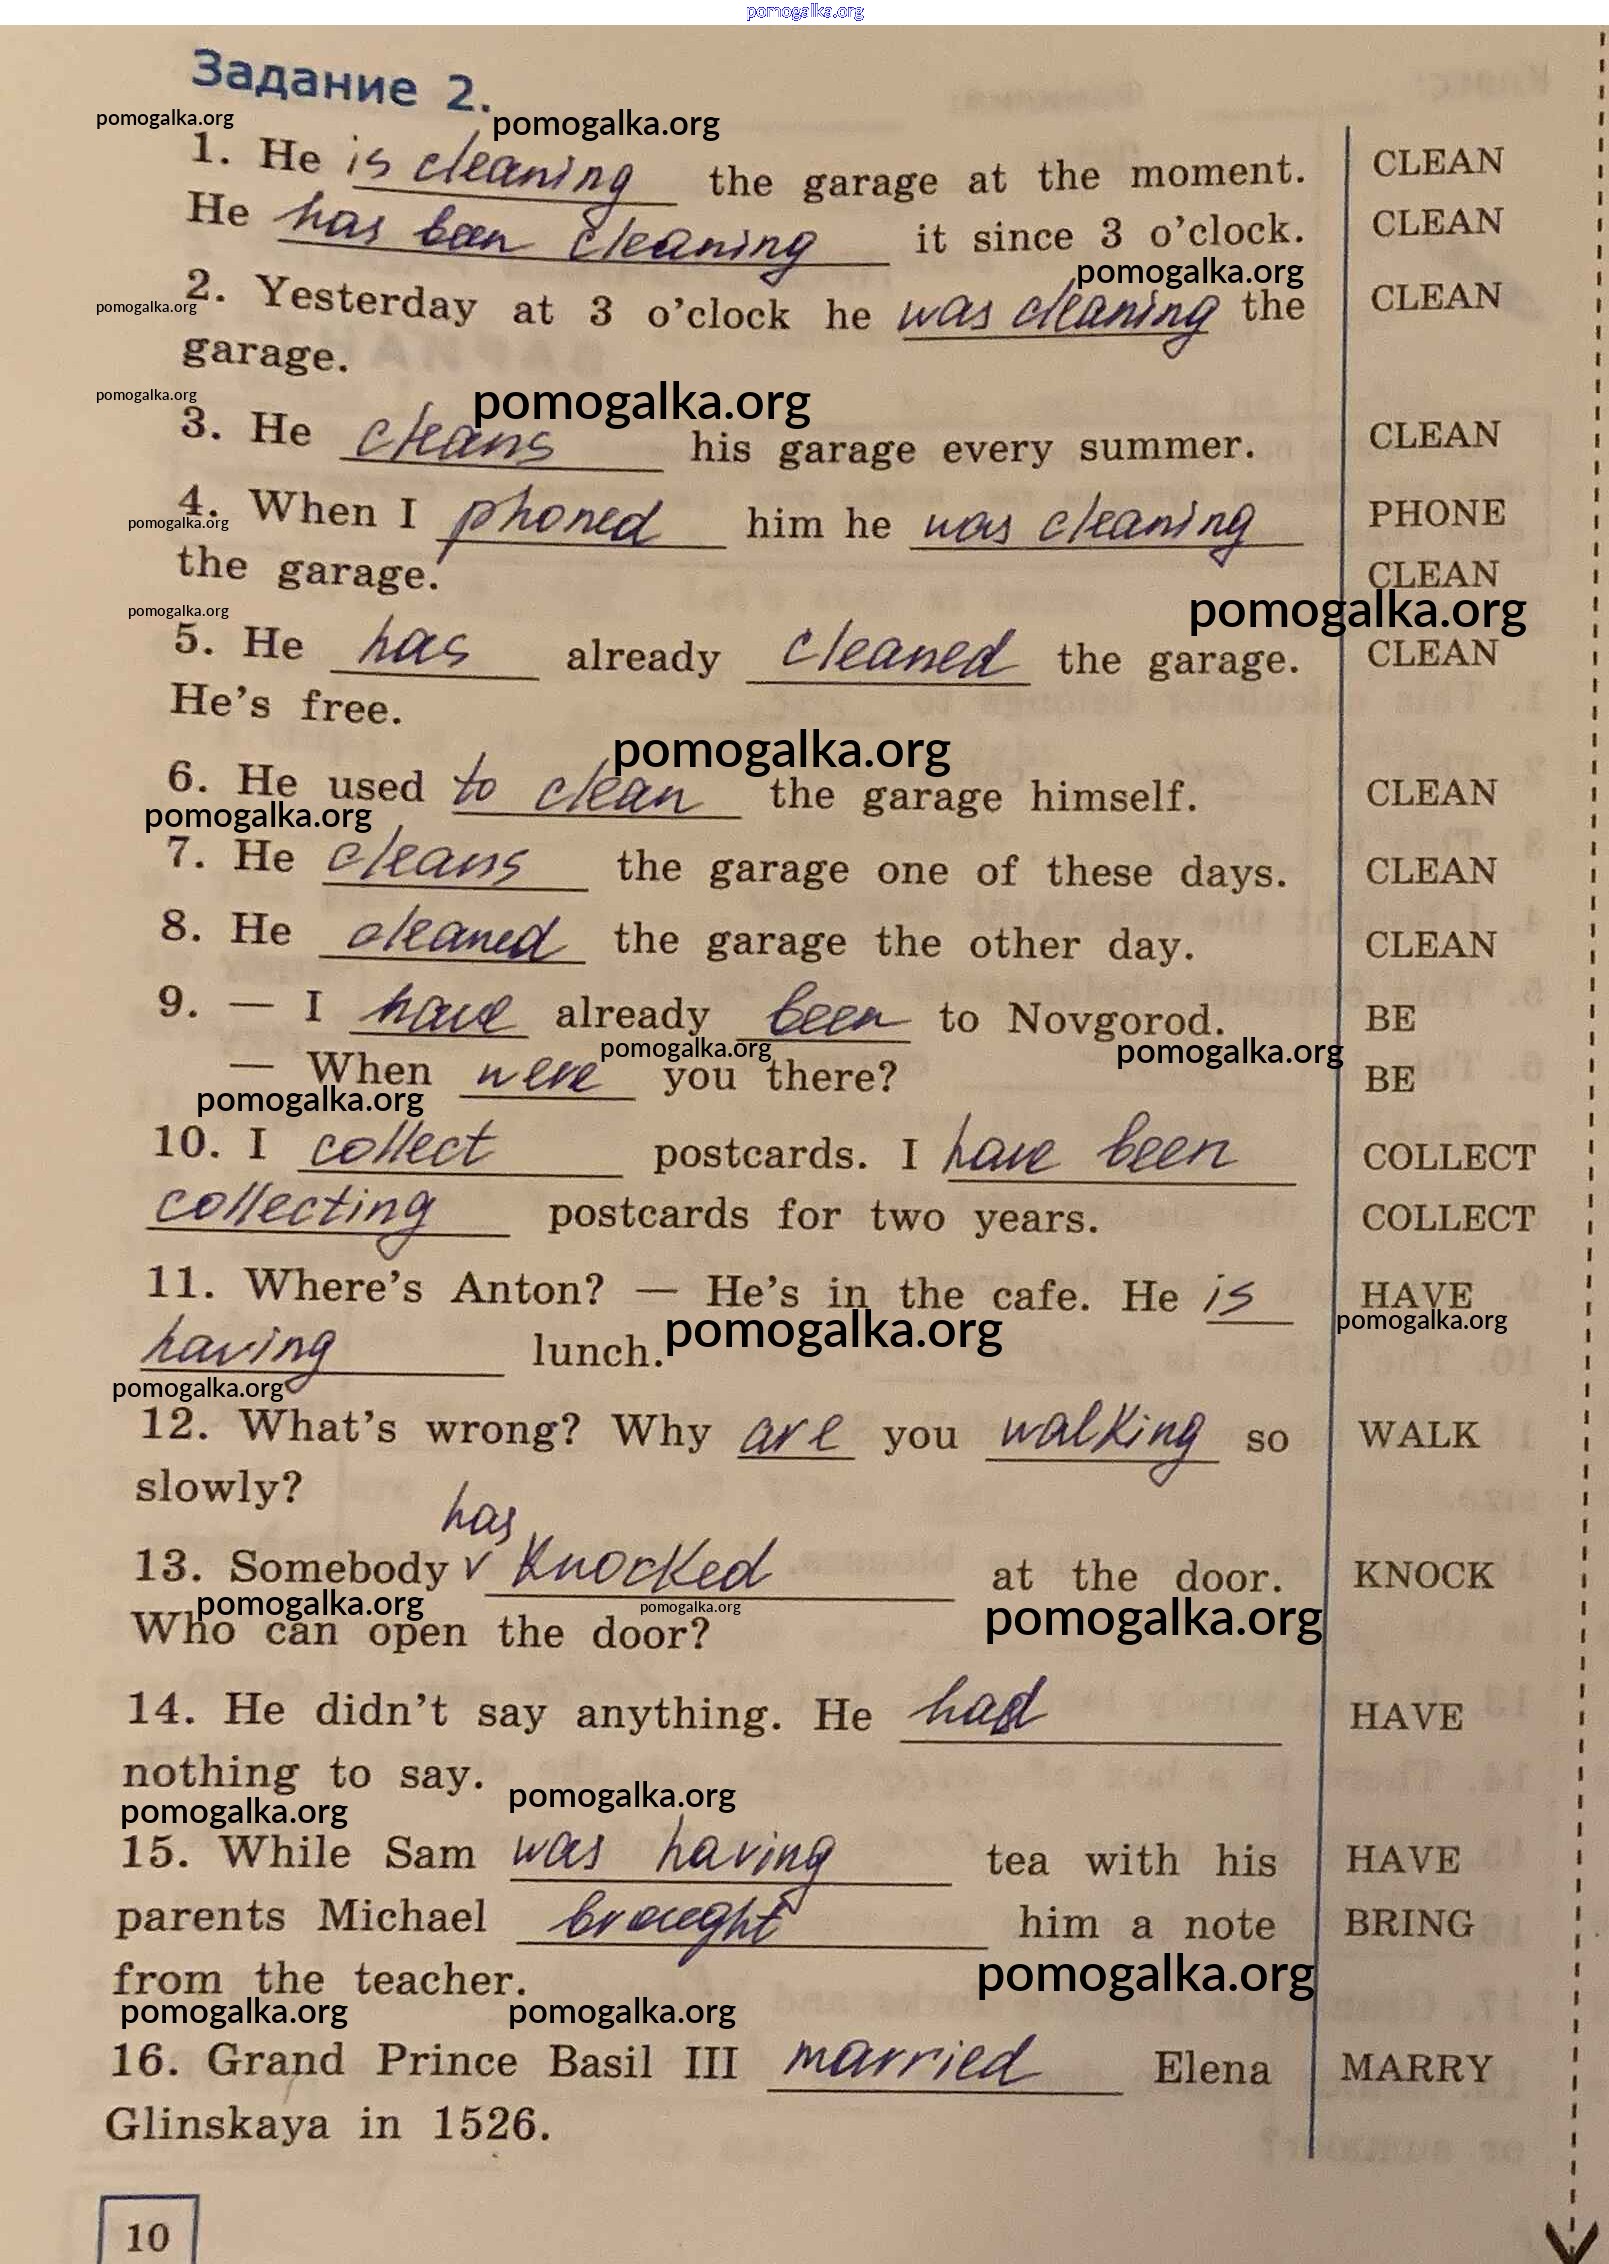 pomogalka.org
Задание 2.
pomogalka.org pomogalka.org
1. He is cleaning the garage at the moment. CLEAN
He has been cleaning it since 3 o'clock. CLEAN
pomogalka.org
2. Yesterday at 3 o'clock he was cleaning the CLEAN
pomogalka.org
garage.
pomogalka.org pomogalka.org
3. He cleans his garage every summer. CLEAN
4. When I phoned him he was cleaning PHONE
pomogalka.org
the garage. CLEAN
pomogalka.org pomogalka.org
5. He has already cleaned the garage. CLEAN
He's free.
pomogalka.org
6. He used to clean the garage himself. CLEAN
pomogalka.org
7. He cleans the garage one of these days. CLEAN
8. He cleaned the garage the other day. CLEAN
9. — I have already been to Novgorod. BE
pomogalka.org pomogalka.org
— When were you there? BE
pomogalka.org
10. I collect postcards. I have been COLLECT
collecting postcards for two years. COLLECT
11. Where's Anton? — He's in the cafe. He is HAVE
pomogalka.org pomogalka.org
having lunch.
pomogalka.org
12. What's wrong? Why are you walking so WALK
slowly?
has
13. Somebody v knocked at the door. KNOCK
pomogalka.org pomogalka.org pomogalka.org
Who can open the door?
14. He didn't say anything. He had HAVE
nothing to say.
pomogalka.org pomogalka.org
15. While Sam was having tea with his HAVE
parents Michael brought him a note BRING
from the teacher.
pomogalka.org
pomogalka.org pomogalka.org
16. Grand Prince Basil III married Elena MARRY
Glinskaya in 1526.
10